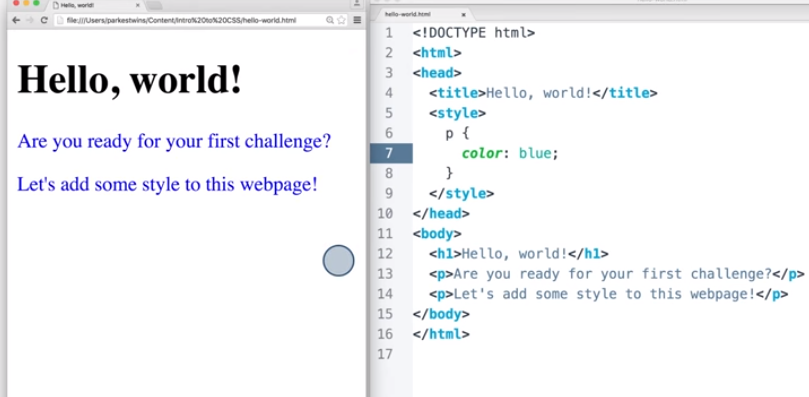 Hello, world!
file:///Users/parkestwins/Content/Intro%20to%20CSS/hello-world.html
Hello, world!
Are you ready for your first challenge?
Let's add some style to this webpage!
hello-world.html
1 <!DOCTYPE html>
2 <html>
3 <head>
4 <title>Hello, world!</title>
5 <style>
6 p {
7 color: blue;
8 }
9 </style>
10 </head>
11 <body>
12 <h1>Hello, world!</h1>
13 <p>Are you ready for your first challenge?</p>
14 <p>Let's add some style to this webpage!</p>
15 </body>
16 </html>
17